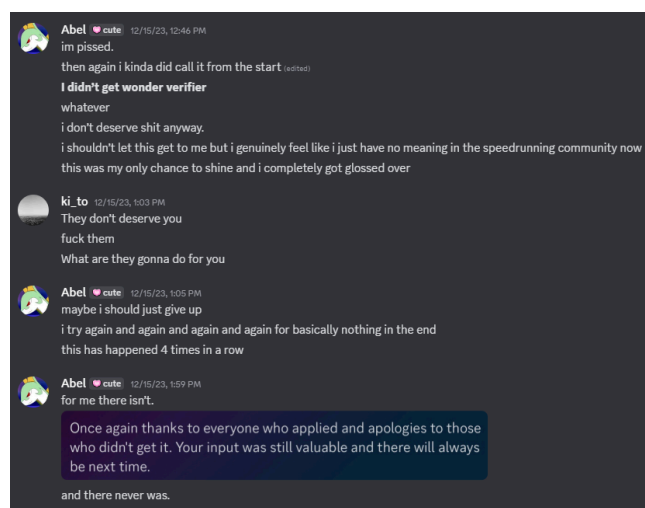 Abel cute 12/15/23, 12:46 PM
im pissed.
then again i kinda did call it from the start (edited)
I didn't get wonder verifier
whatever
i don't deserve shit anyway.
i shouldn't let this get to me but i genuinely feel like i just have no meaning in the speedrunning community now
this was my only chance to shine and i completely got glossed over
ki_to 12/15/23, 1:03 PM
They don't deserve you
fuck them
What are they gonna do for you
Abel cute 12/15/23, 1:05 PM
maybe i should just give up
i try again and again and again and again for basically nothing in the end
this has happened 4 times in a row
Abel cute 12/15/23, 1:59 PM
for me there isn't.
Once again thanks to everyone who applied and apologies to those
who didn't get it. Your input was still valuable and there will always
be next time.
and there never was.